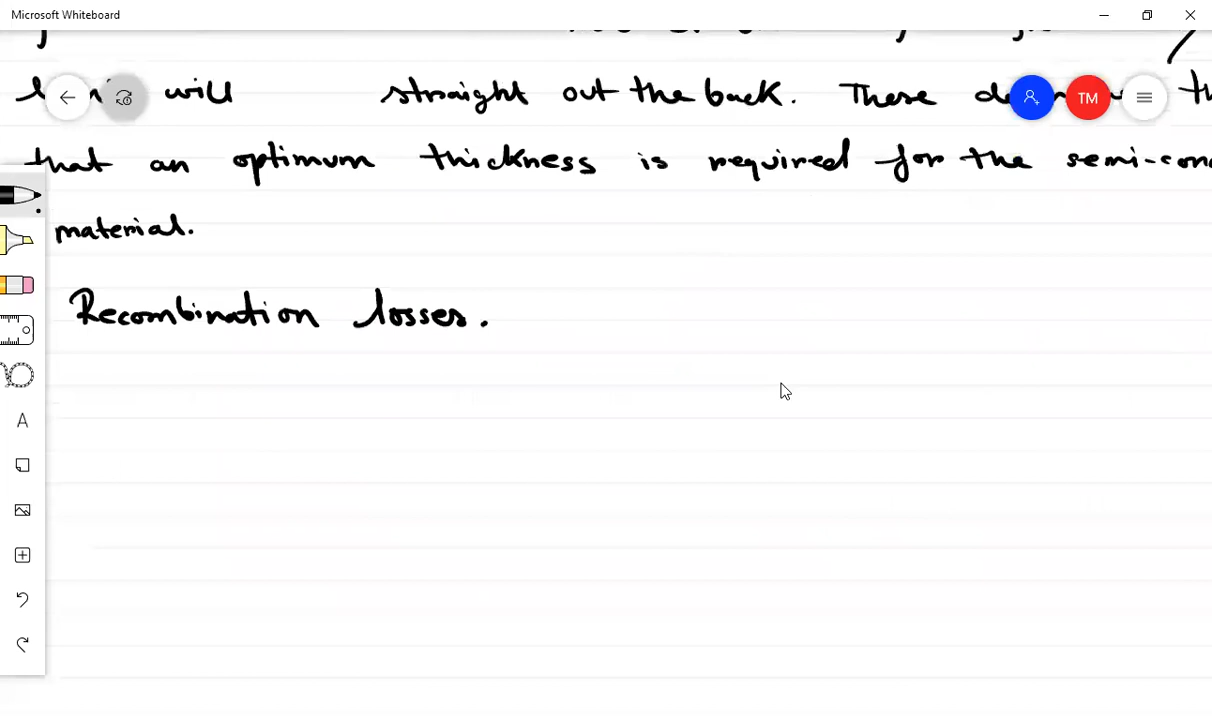 Microsoft Whiteboard
will straight out the back. These
TM
that an optimum thickness is required for the semi-con
material.
Recombination losses.
A